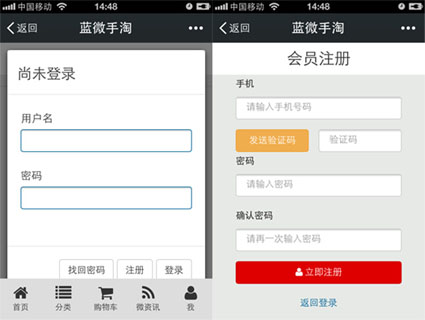 中国移动 14:48
返回 蓝微手淘
尚未登录
用户名
密码
找回密码 注册 登录
首页 分类 购物车 微资讯 我
中国移动 14:48
返回 蓝微手淘
会员注册
手机
请输入手机号码
发送验证码 验证码
密码
请输入密码
确认密码
请再一次输入密码
立即注册
返回登录